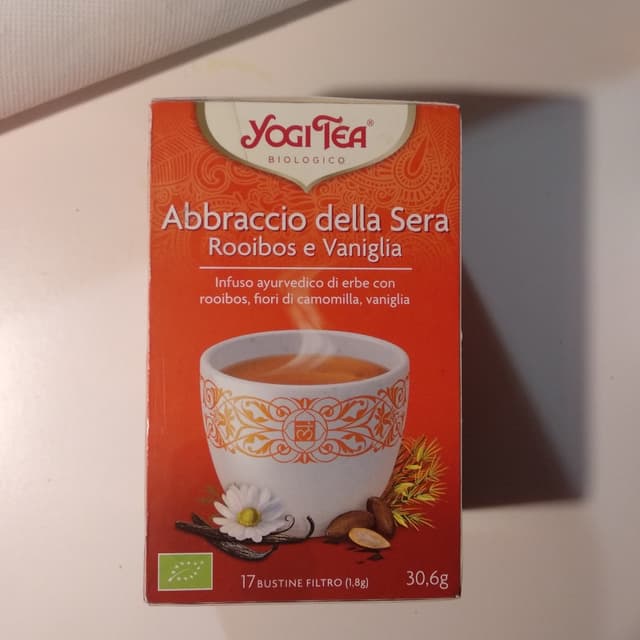 YOGI TEA®
BIOLOGICO
Abbraccio della Sera
Rooibos e Vaniglia
Infuso ayurvedico di erbe con
rooibos, fiori di camomilla, vaniglia
17 BUSTINE FILTRO (1,8g) 30,6g